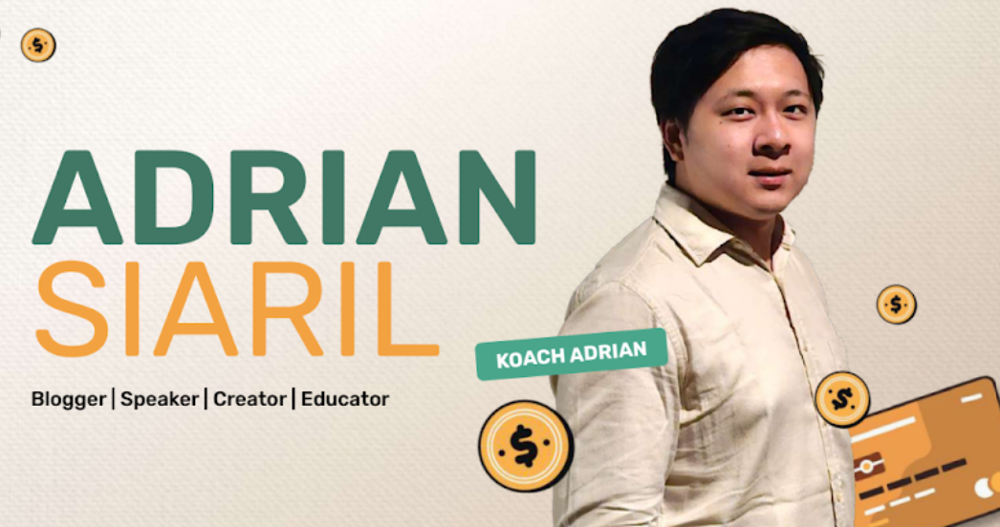 ADRIAN
SIARIL
KOACH ADRIAN
Blogger | Speaker | Creator | Educator